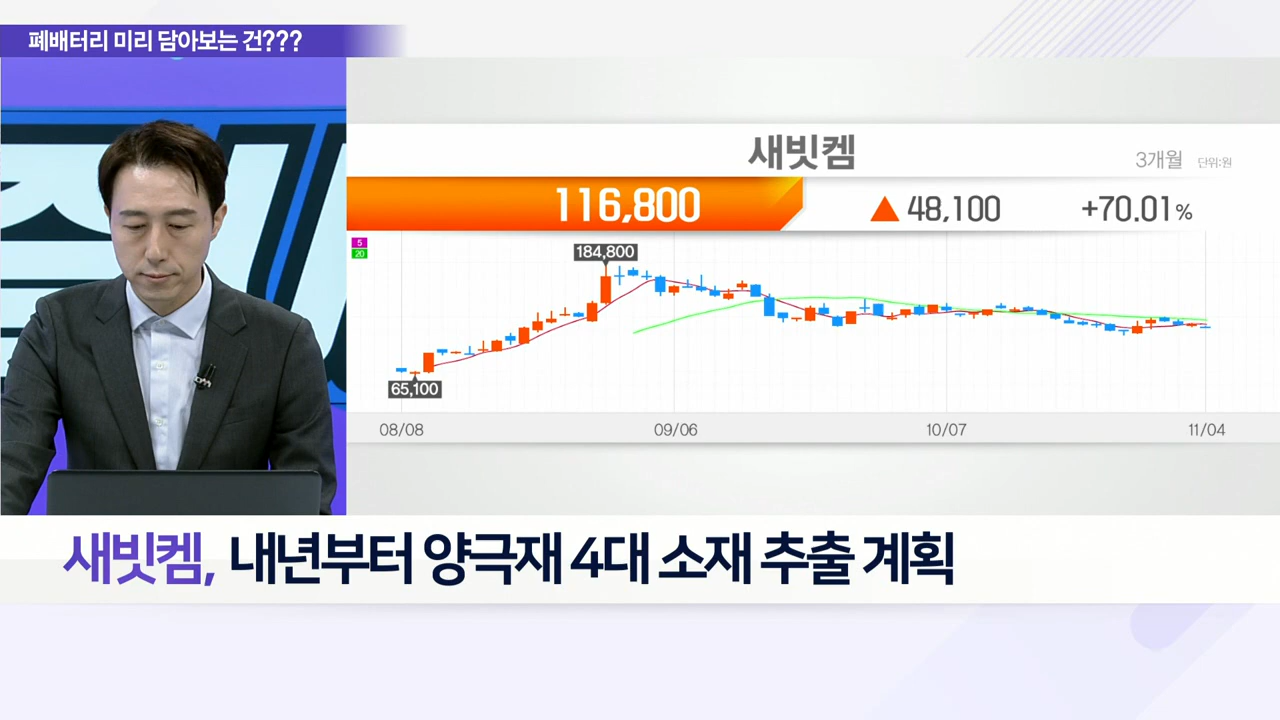 폐배터리 미리 담아보는 건???
새빗켐
3개월 단위:원
116,800 ▲ 48,100 +70.01%
5
20
184,800
65,100
08/08 09/06 10/07 11/04
새빗켐, 내년부터 양극재 4대 소재 추출 계획